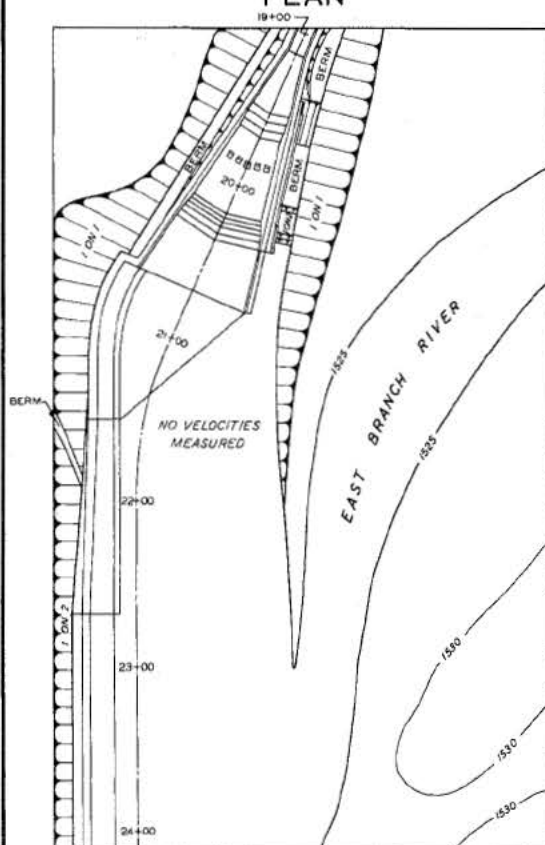 PLAN
19+00
BERM
BERM
20+00
BERM
1 ON 1
1 ON 1
21+00
1525
EAST BRANCH RIVER
1525
BERM
NO VELOCITIES
MEASURED
22+00
1 ON 2
1530
23+00
1530
1530
24+00